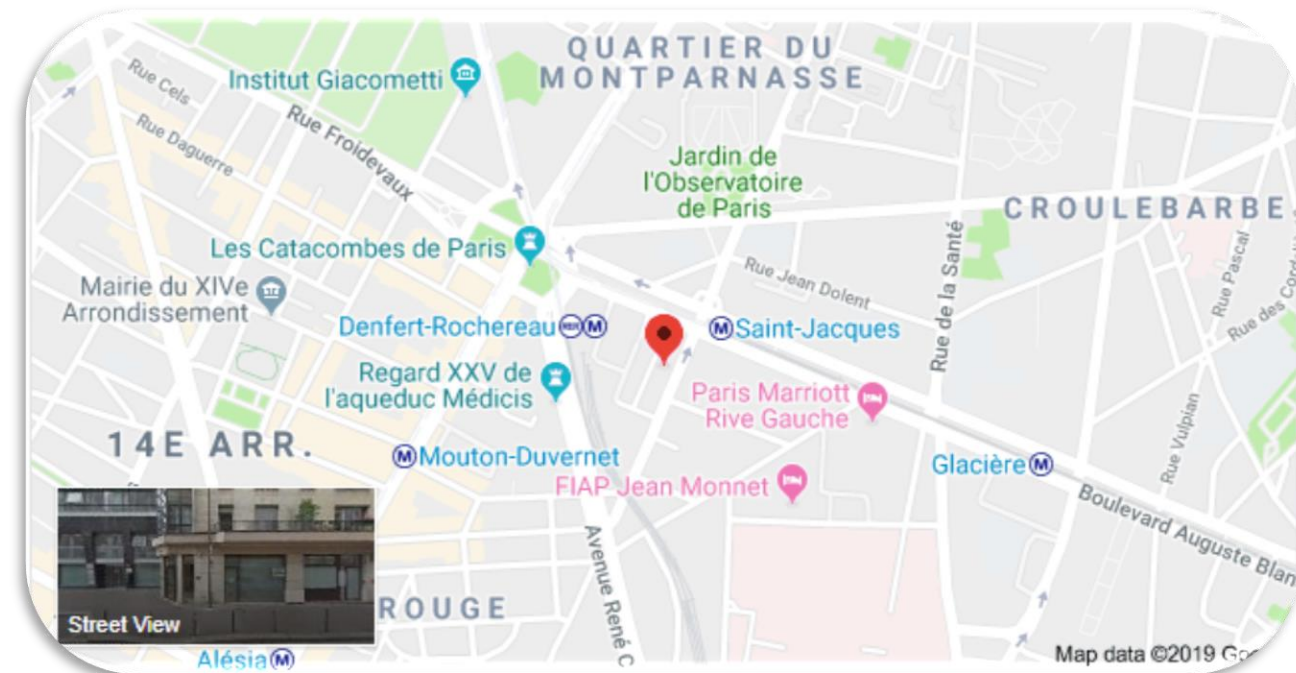 QUARTIER DU
MONTPARNASSE
Institut Giacometti
Rue Cels
Rue Daguerre
Rue Froidevaux
Jardin de
l'Observatoire
de Paris
CROULEBARBE
Les Catacombes de Paris
Rue Jean Dolent
Rue de la Santé
Rue Pascal
Rue des
Mairie du XIVe
Arrondissement
Denfert-Rochereau RER M
M Saint-Jacques
Regard XXV de
l'aqueduc Médicis
Paris Marriott
Rive Gauche
14E ARR.
M Mouton-Duvernet
FIAP Jean Monnet
Glacière M
Rue Vulpian
Boulevard Auguste Blan
Avenue René C
ROUGE
Street View
Alésia M
Map data ©2019